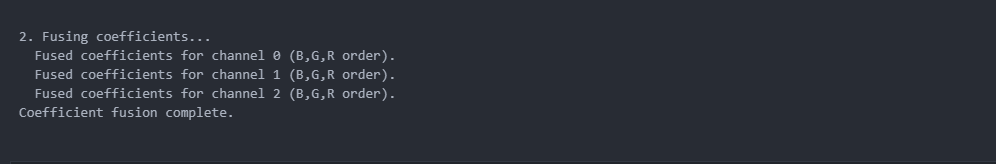 2. Fusing coefficients...
  Fused coefficients for channel 0 (B,G,R order).
  Fused coefficients for channel 1 (B,G,R order).
  Fused coefficients for channel 2 (B,G,R order).
Coefficient fusion complete.